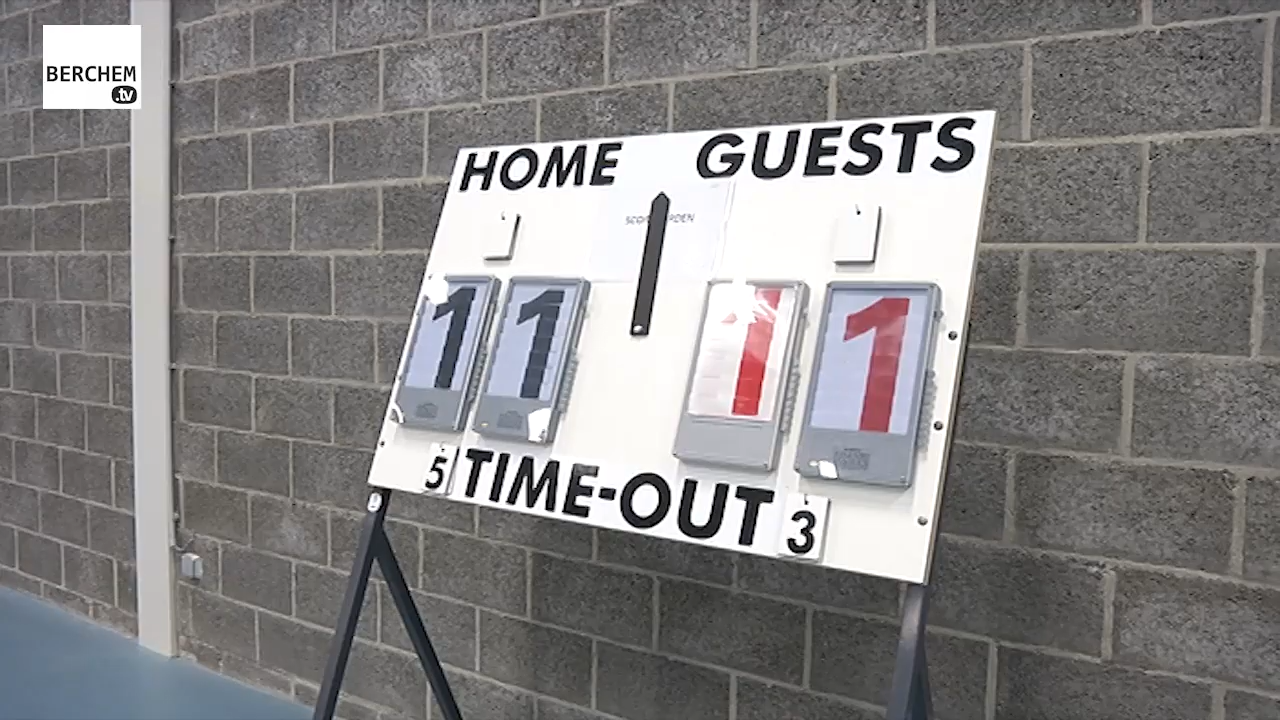 BERCHEM
.tv
HOME GUESTS
11 11
5 TIME-OUT 3